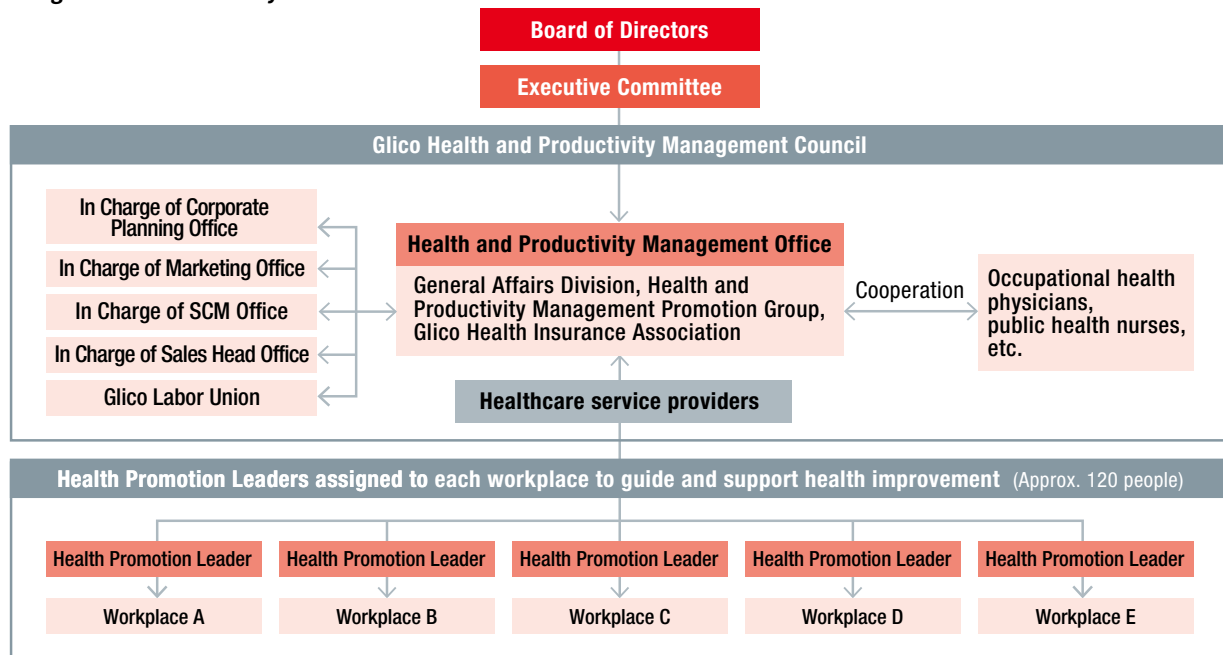 Board of Directors
Executive Committee
Glico Health and Productivity Management Council
In Charge of Corporate
Planning Office
In Charge of Marketing Office
In Charge of SCM Office
In Charge of Sales Head Office
Glico Labor Union
Health and Productivity Management Office
General Affairs Division, Health and
Productivity Management Promotion Group,
Glico Health Insurance Association
Cooperation
Occupational health
physicians,
public health nurses,
etc.
Healthcare service providers
Health Promotion Leaders assigned to each workplace to guide and support health improvement (Approx. 120 people)
Health Promotion Leader
Health Promotion Leader
Health Promotion Leader
Health Promotion Leader
Health Promotion Leader
Workplace A
Workplace B
Workplace C
Workplace D
Workplace E